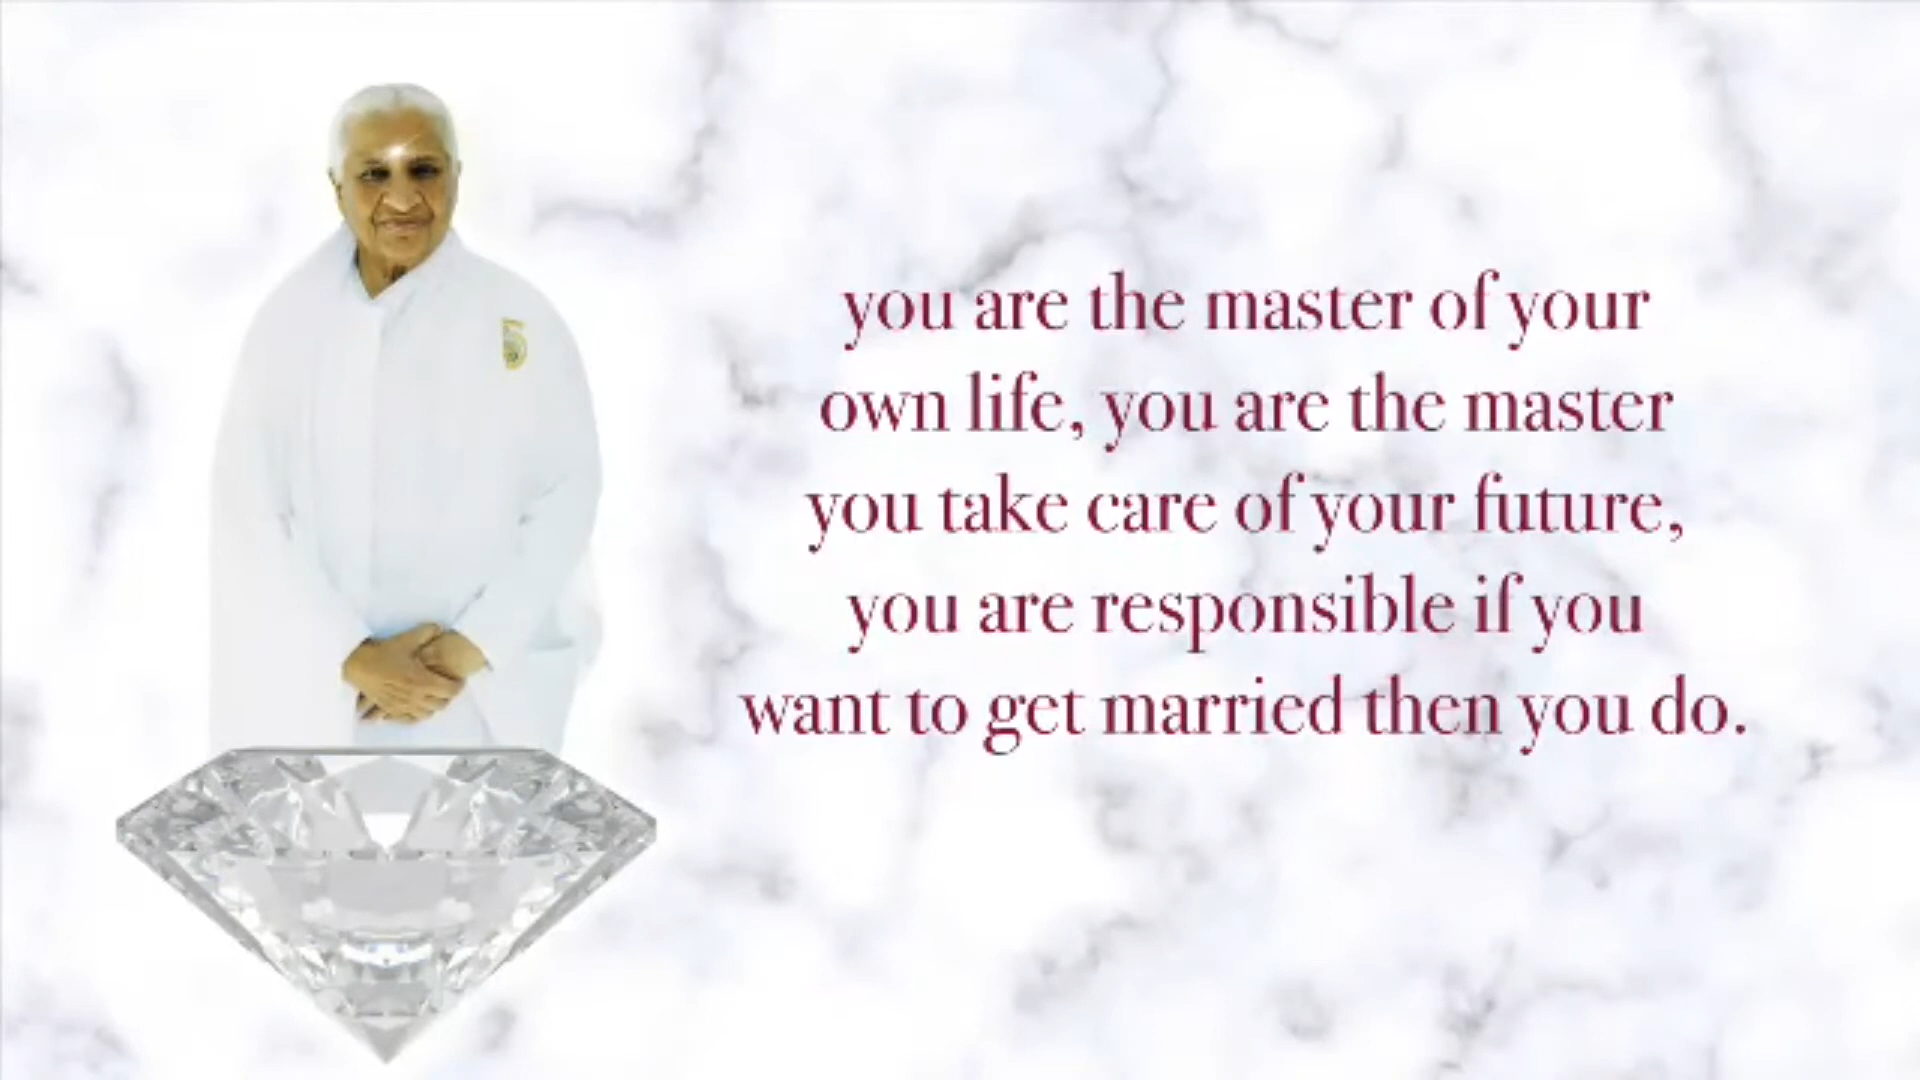 you are the master of your
own life, you are the master
you take care of your future,
you are responsible if you
want to get married then you do.